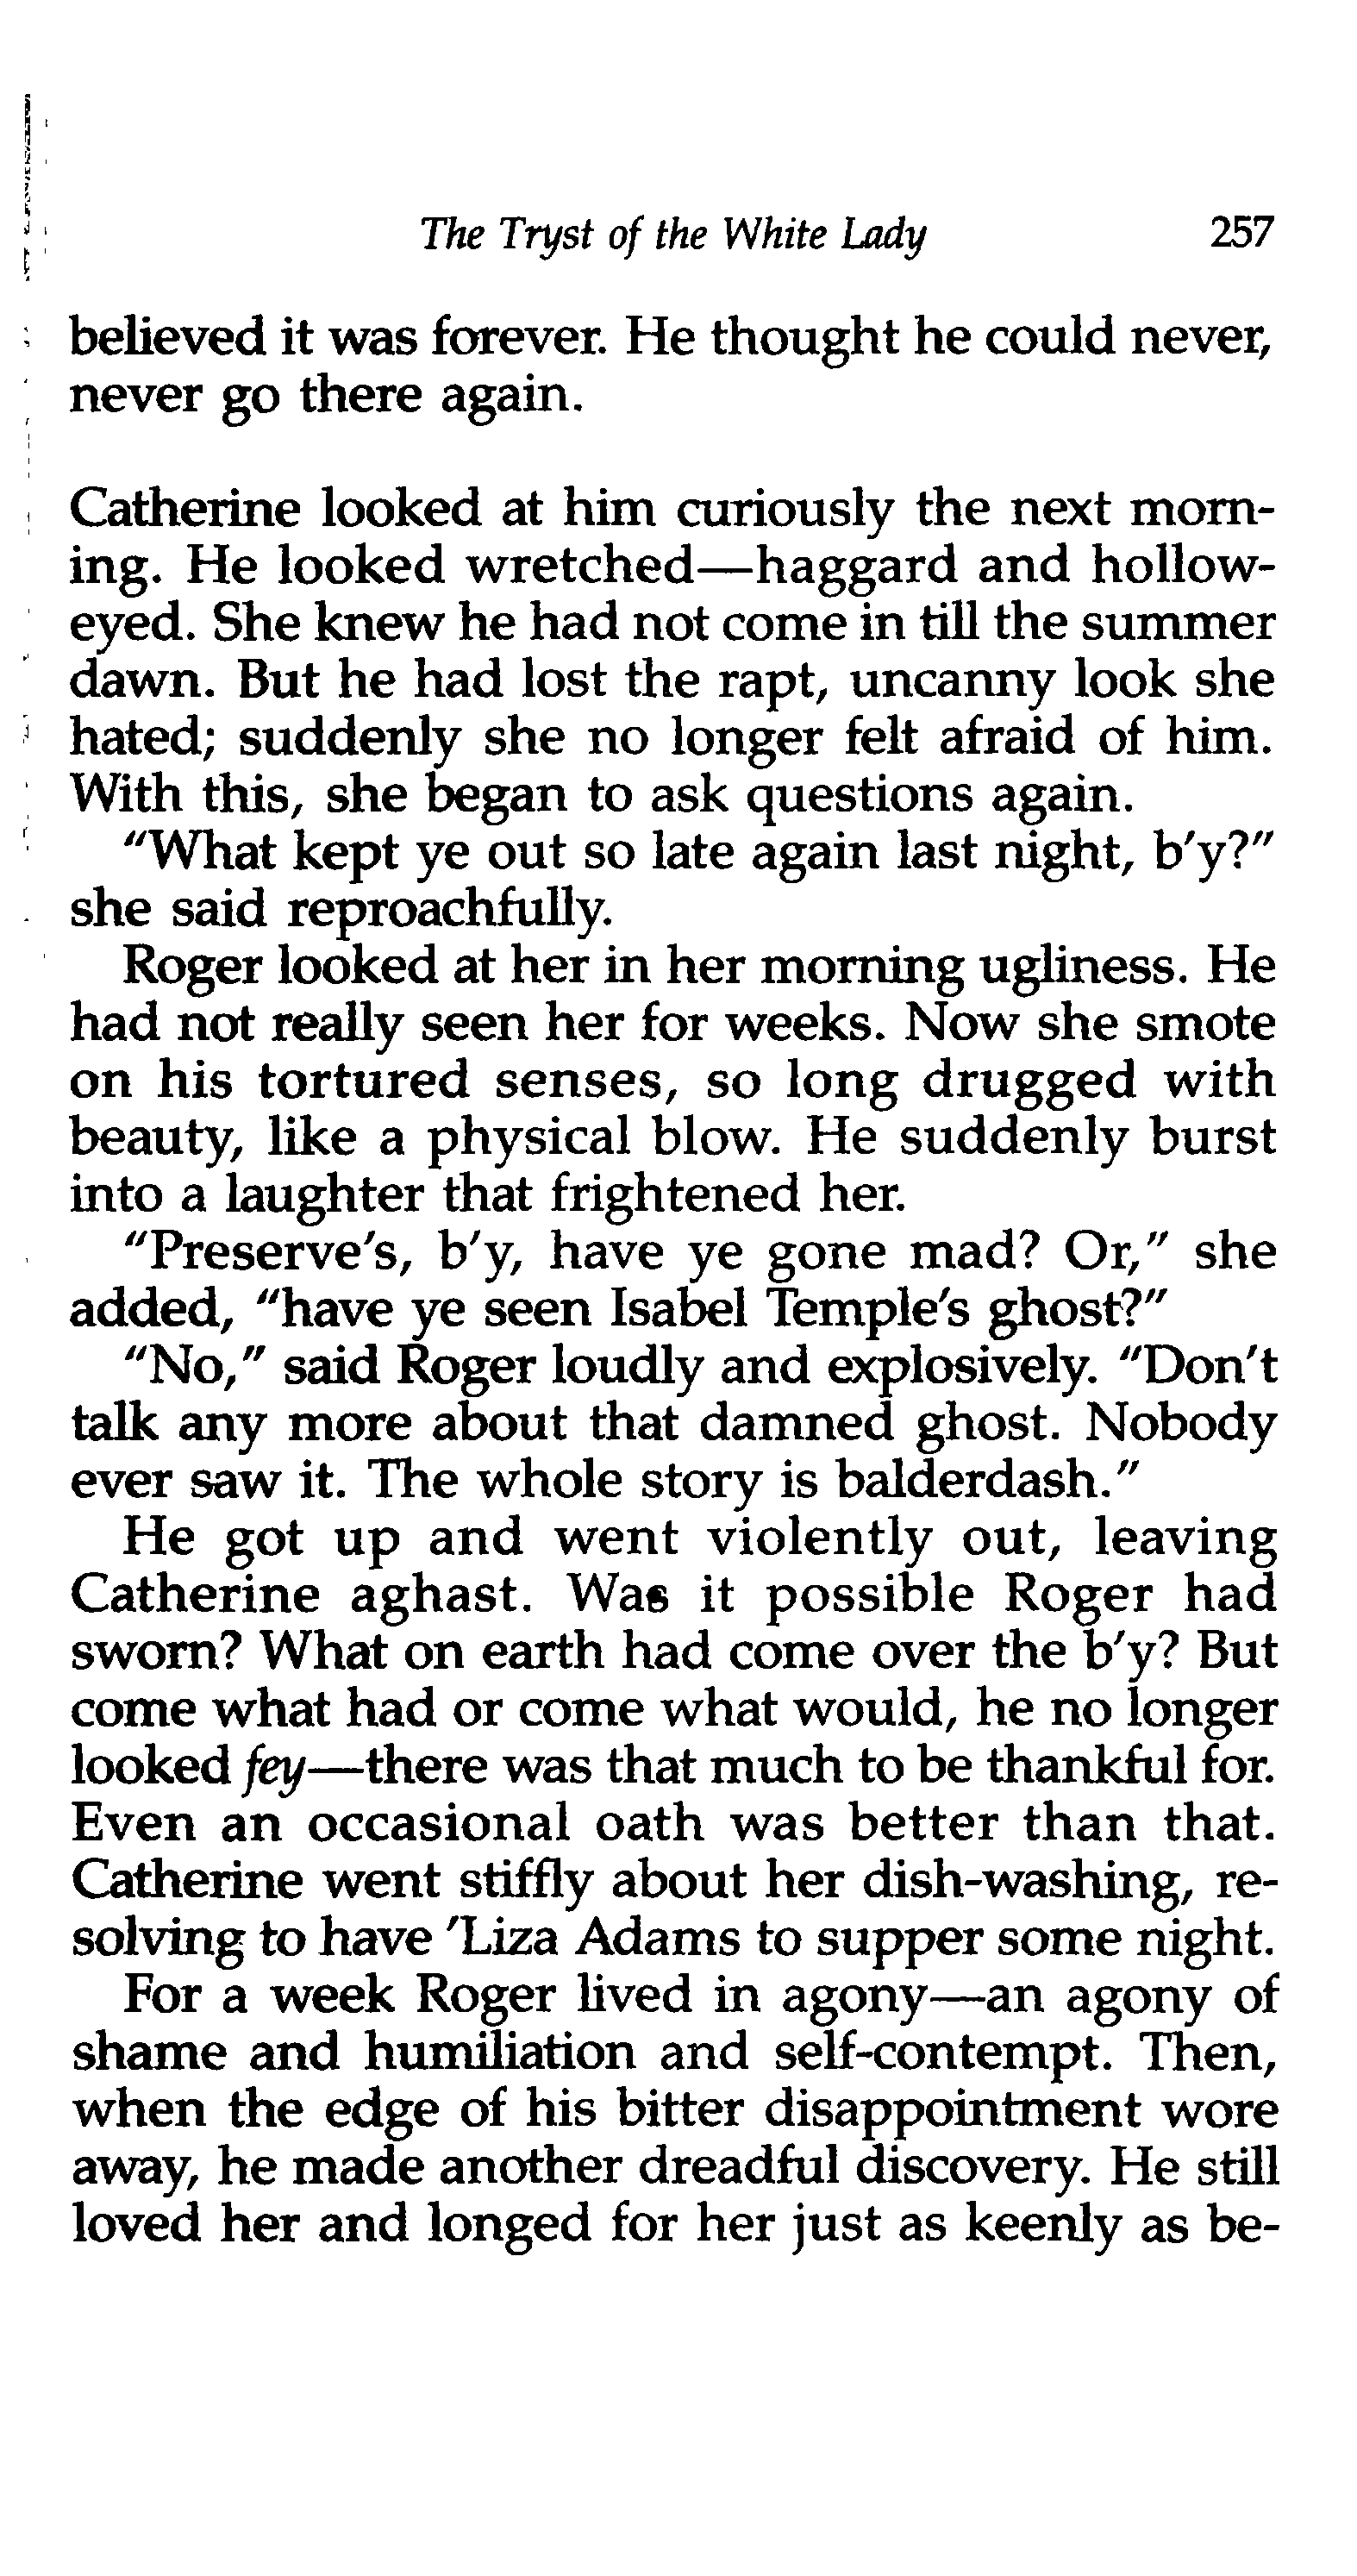 The Tryst of the White Lady 257
believed it was forever. He thought he could never,
never go there again.
Catherine looked at him curiously the next morn-
ing. He looked wretched—haggard and hollow-
eyed. She knew he had not come in till the summer
dawn. But he had lost the rapt, uncanny look she
hated; suddenly she no longer felt afraid of him.
With this, she began to ask questions again.
"What kept ye out so late again last night, b'y?"
she said reproachfully.
Roger looked at her in her morning ugliness. He
had not really seen her for weeks. Now she smote
on his tortured senses, so long drugged with
beauty, like a physical blow. He suddenly burst
into a laughter that frightened her.
"Preserve's, b'y, have ye gone mad? Or," she
added, "have ye seen Isabel Temple's ghost?"
"No," said Roger loudly and explosively. "Don't
talk any more about that damned ghost. Nobody
ever saw it. The whole story is balderdash."
He got up and went violently out, leaving
Catherine aghast. Was it possible Roger had
sworn? What on earth had come over the b'y? But
come what had or come what would, he no longer
looked fey—there was that much to be thankful for.
Even an occasional oath was better than that.
Catherine went stiffly about her dish-washing, re-
solving to have 'Liza Adams to supper some night.
For a week Roger lived in agony—an agony of
shame and humiliation and self-contempt. Then,
when the edge of his bitter disappointment wore
away, he made another dreadful discovery. He still
loved her and longed for her just as keenly as be-